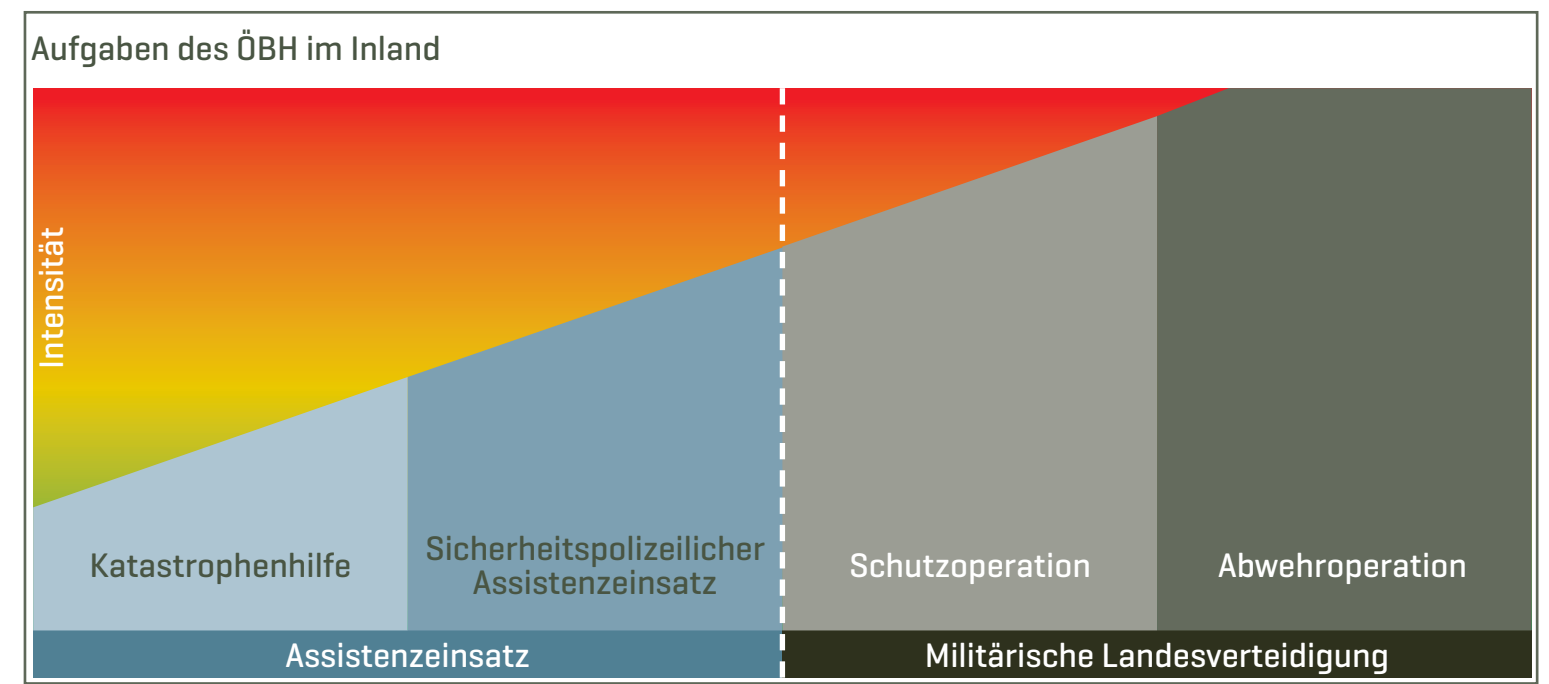 Aufgaben des ÖBH im Inland
Intensität
Katastrophenhilfe
Sicherheitspolizeilicher
Assistenzeinsatz
Schutzoperation
Abwehroperation
Assistenzeinsatz
Militärische Landesverteidigung